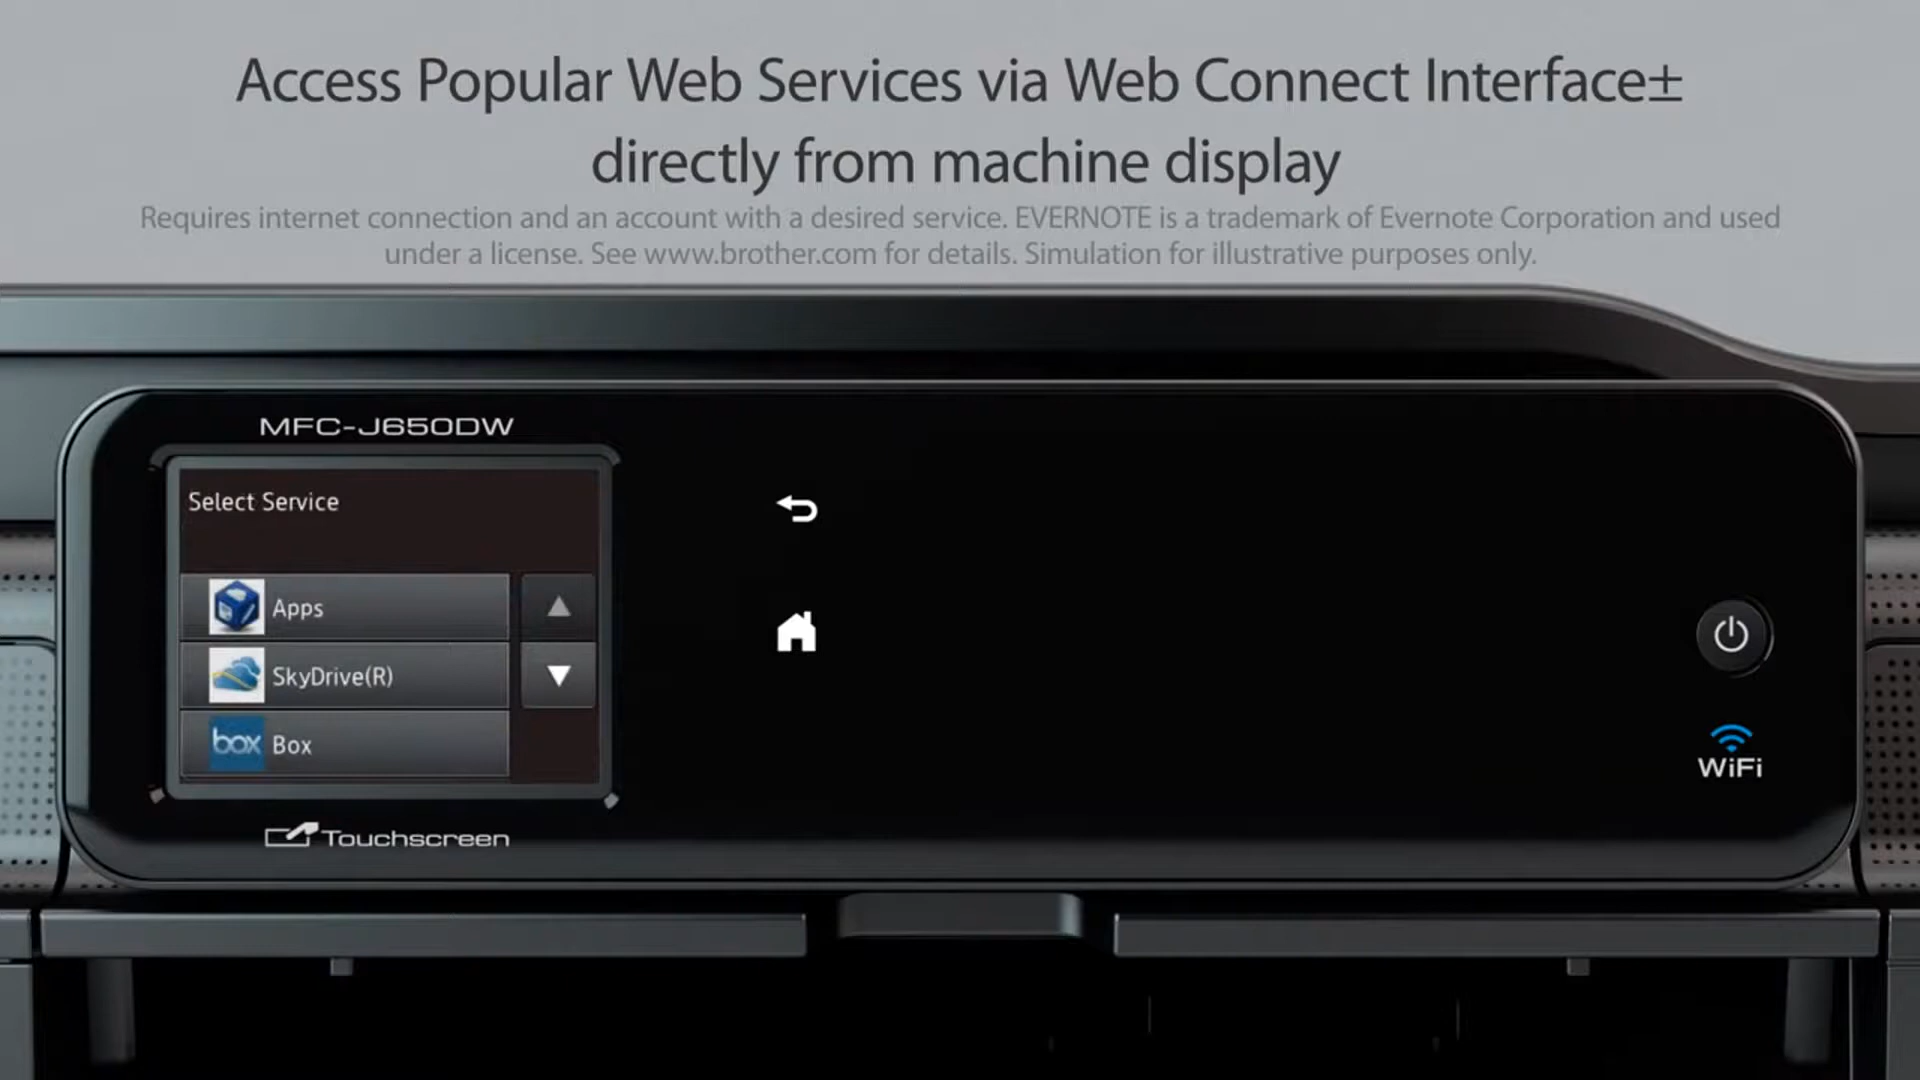 Access Popular Web Services via Web Connect Interface±
directly from machine display
Requires internet connection and an account with a desired service. EVERNOTE is a trademark of Evernote Corporation and used
under a license. See www.brother.com for details. Simulation for illustrative purposes only.
MFC-J650DW
Select Service
Apps
SkyDrive(R)
box Box
WiFi
Touchscreen